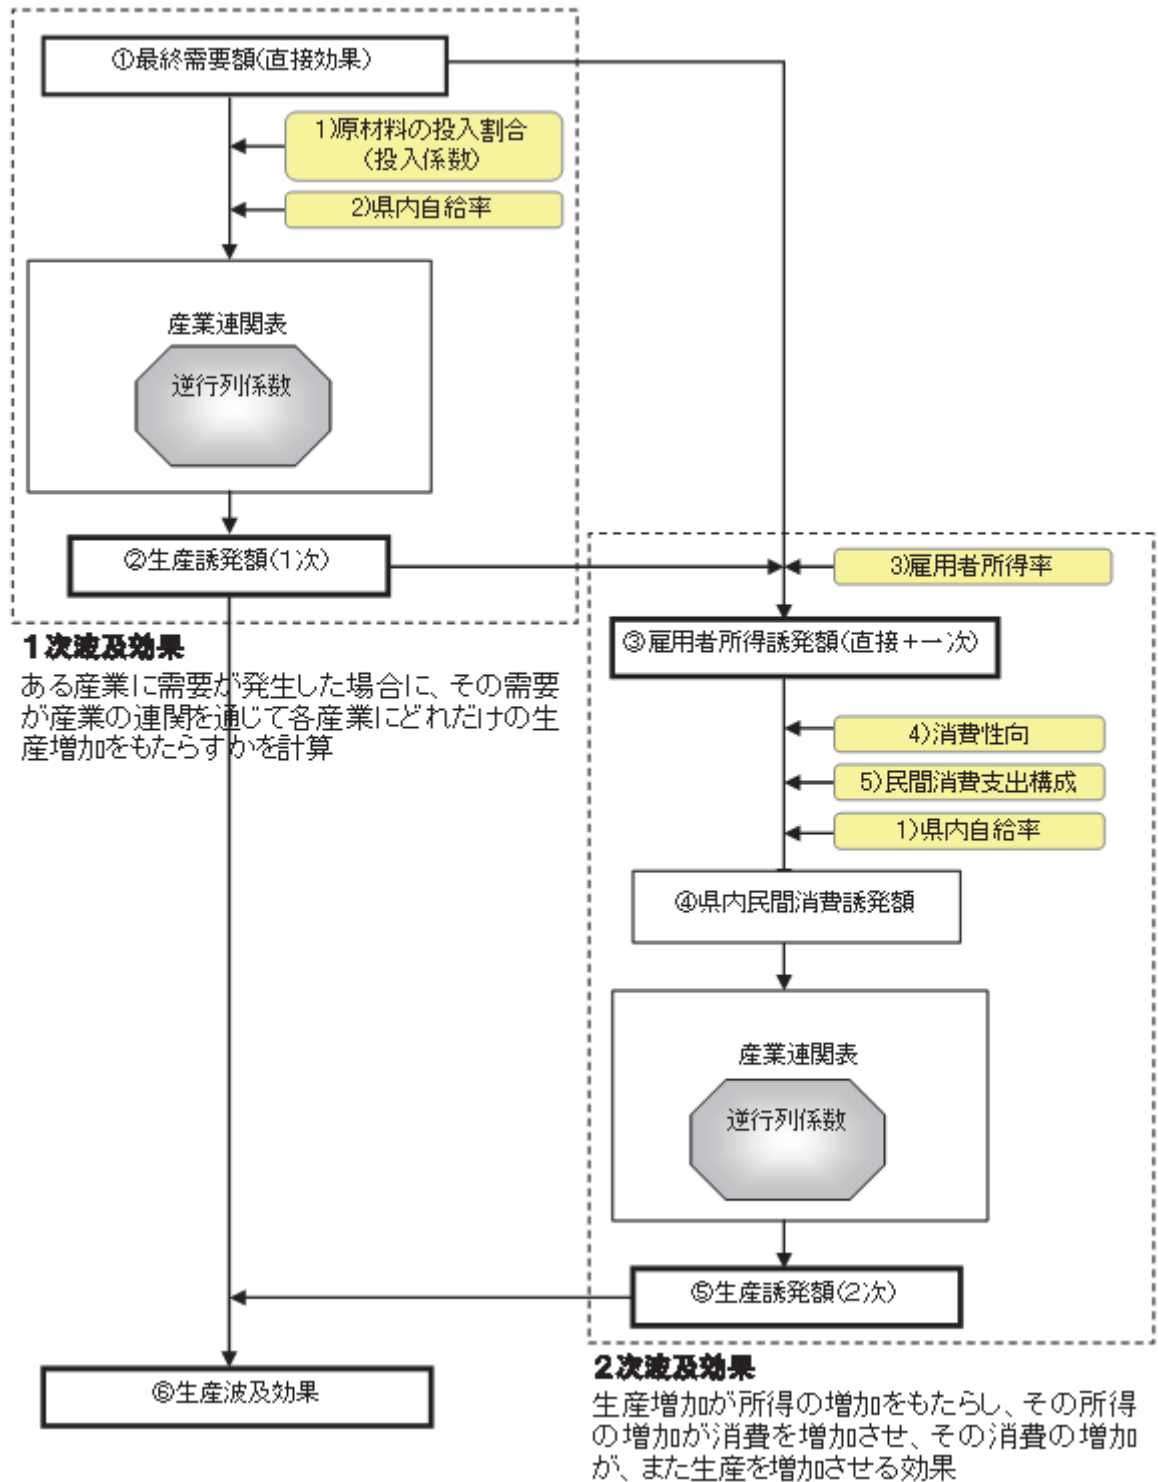 ①最終需要額(直接効果)
1)原材料の投入割合
(投入係数)
2)県内自給率
産業連関表
逆行列係数
②生産誘発額(1次)
1次波及効果
ある産業に需要が発生した場合に、その需要
が産業の連関を通じて各産業にどれだけの生
産増加をもたらすかを計算
3)雇用者所得率
③雇用者所得誘発額(直接+一次)
4)消費性向
5)民間消費支出構成
1)県内自給率
④県内民間消費誘発額
産業連関表
逆行列係数
⑤生産誘発額(2次)
⑥生産波及効果
2次波及効果
生産増加が所得の増加をもたらし、その所得
の増加が消費を増加させ、その消費の増加
が、また生産を増加させる効果